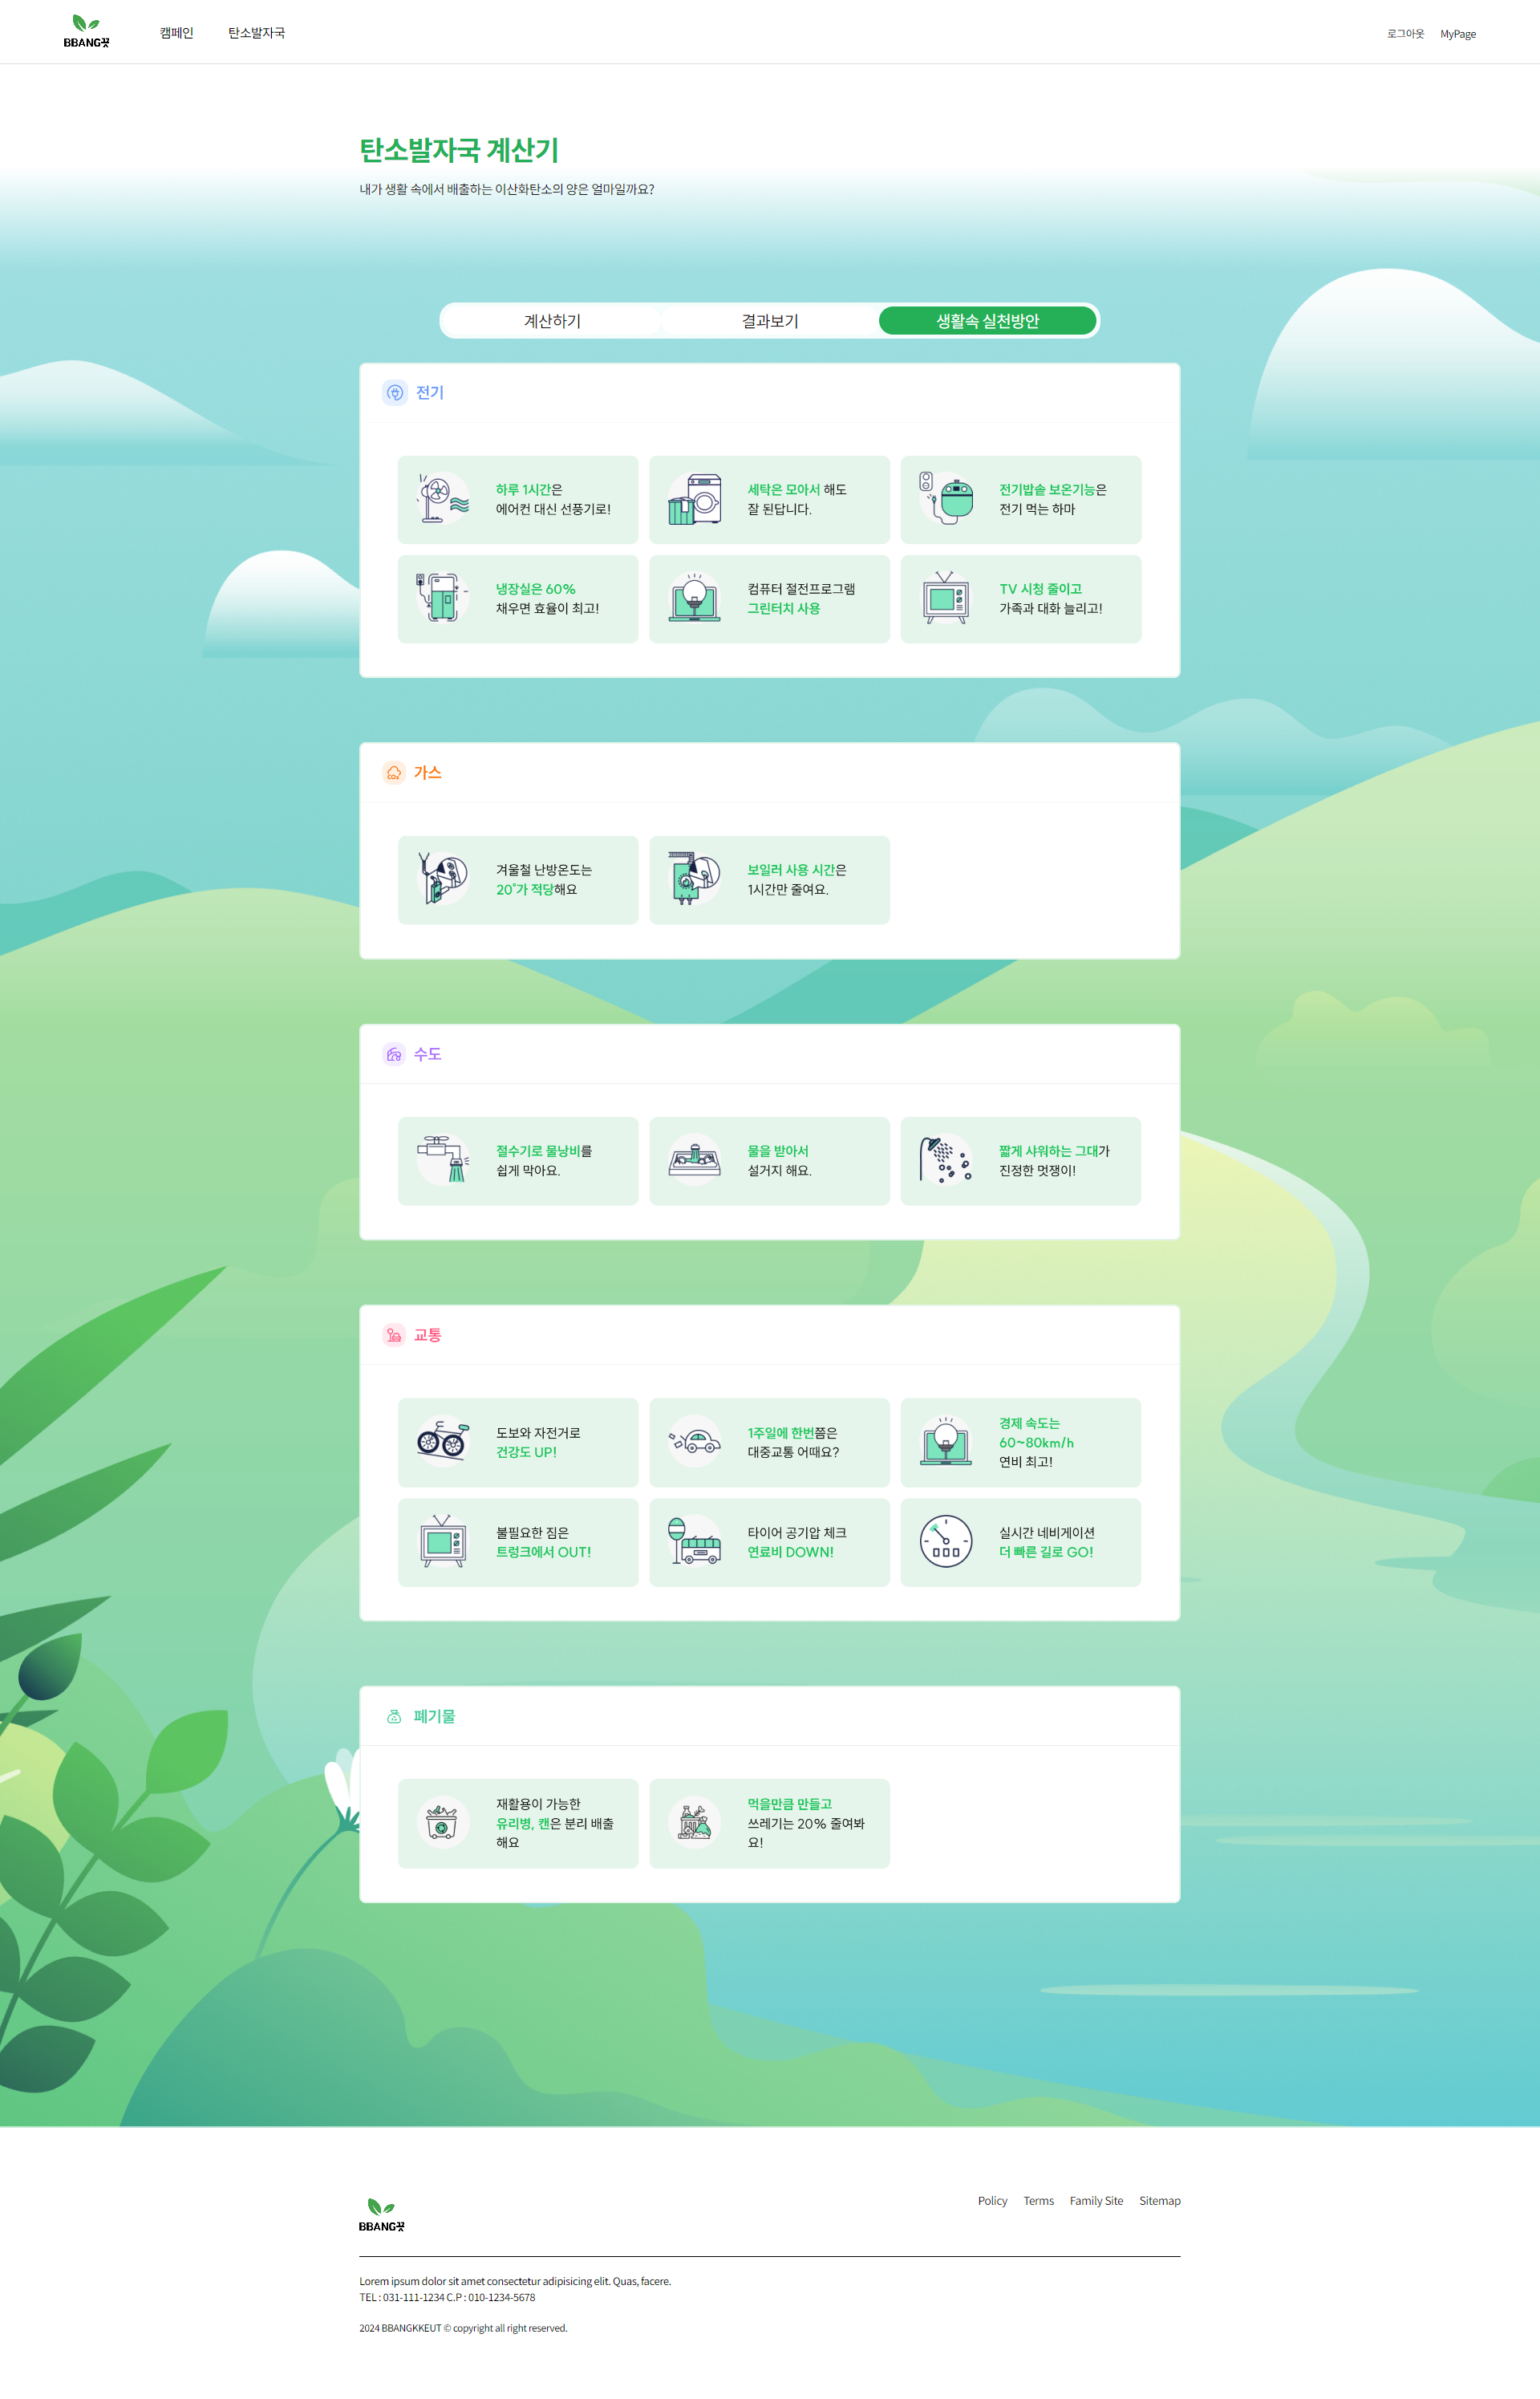 BBANG끗
캠페인
탄소발자국
로그아웃
MyPage
탄소발자국 계산기
내가 생활 속에서 배출하는 이산화탄소의 양은 얼마일까요?
계산하기
결과보기
생활속 실천방안
전기
하루 1시간은
에어컨 대신 선풍기로!
세탁은 모아서 해도
잘 된답니다.
전기밥솥 보온기능은
전기 먹는 하마
냉장실은 60%
채우면 효율이 최고!
컴퓨터 절전프로그램
그린터치 사용
TV 시청 줄이고
가족과 대화 늘리고!
가스
겨울철 난방온도는
20˚가 적당해요
보일러 사용 시간은
1시간만 줄여요.
수도
절수기로 물낭비를
쉽게 막아요.
물을 받아서
설거지 해요.
짧게 샤워하는 그대가
진정한 멋쟁이!
교통
도보와 자전거로
건강도 UP!
1주일에 한번쯤은
대중교통 어때요?
경제 속도는
60~80km/h
연비 최고!
불필요한 짐은
트렁크에서 OUT!
타이어 공기압 체크
연료비 DOWN!
실시간 네비게이션
더 빠른 길로 GO!
폐기물
재활용이 가능한
유리병, 캔은 분리 배출
해요
먹을만큼 만들고
쓰레기는 20% 줄여봐
요!
BBANG끗
Policy
Terms
Family Site
Sitemap
Lorem ipsum dolor sit amet consectetur adipisicing elit. Quas, facere.
TEL : 031-111-1234 C.P : 010-1234-5678
2024 BBANGKKEUT © copyright all right reserved.